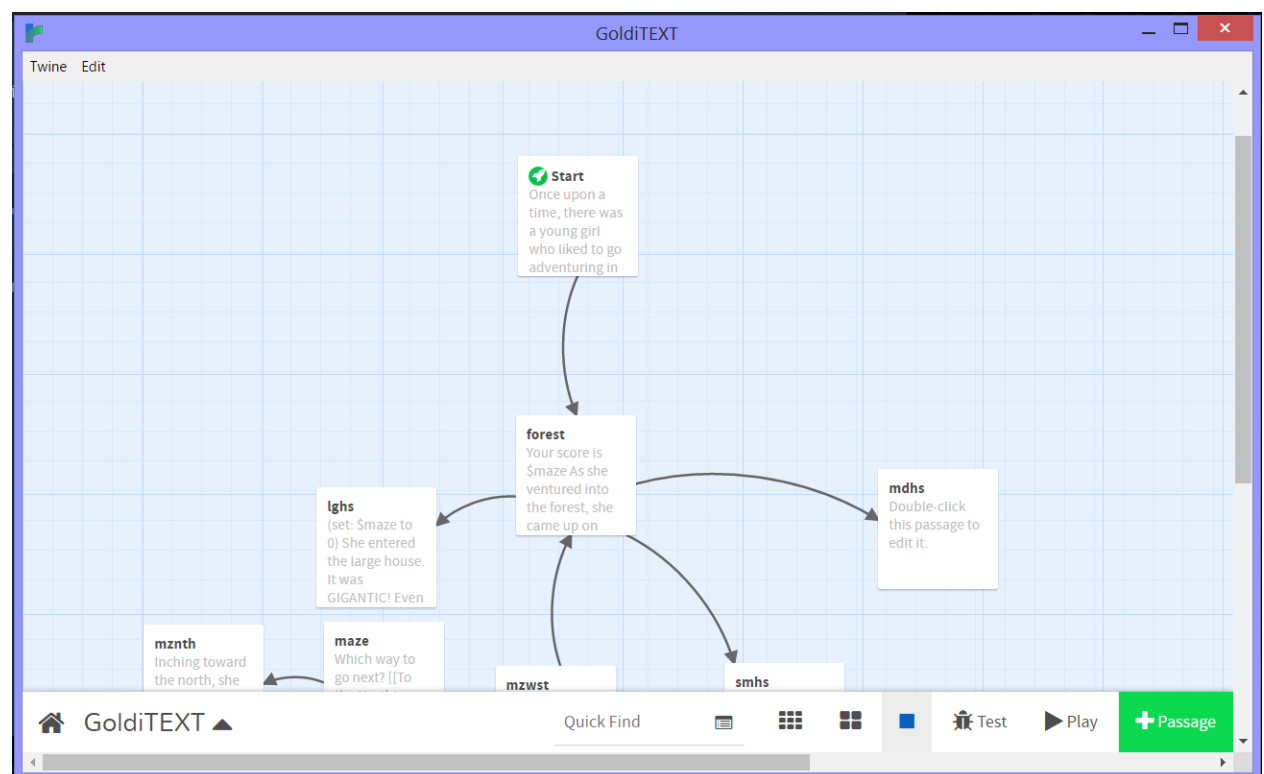 GoldiTEXT
Twine Edit
Start
Once upon a
time, there was
a young girl
who liked to go
adventuring in
forest
Your score is
$maze As she
ventured into
the forest, she
came up on
lghs
(set: $maze to
0) She entered
the large house.
It was
GIGANTIC! Even
mdhs
Double-click
this passage to
edit it.
mznth
Inching toward
the north, she
maze
Which way to
go next? [[To
mzwst
smhs
GoldiTEXT
Quick Find
Test
Play
Passage